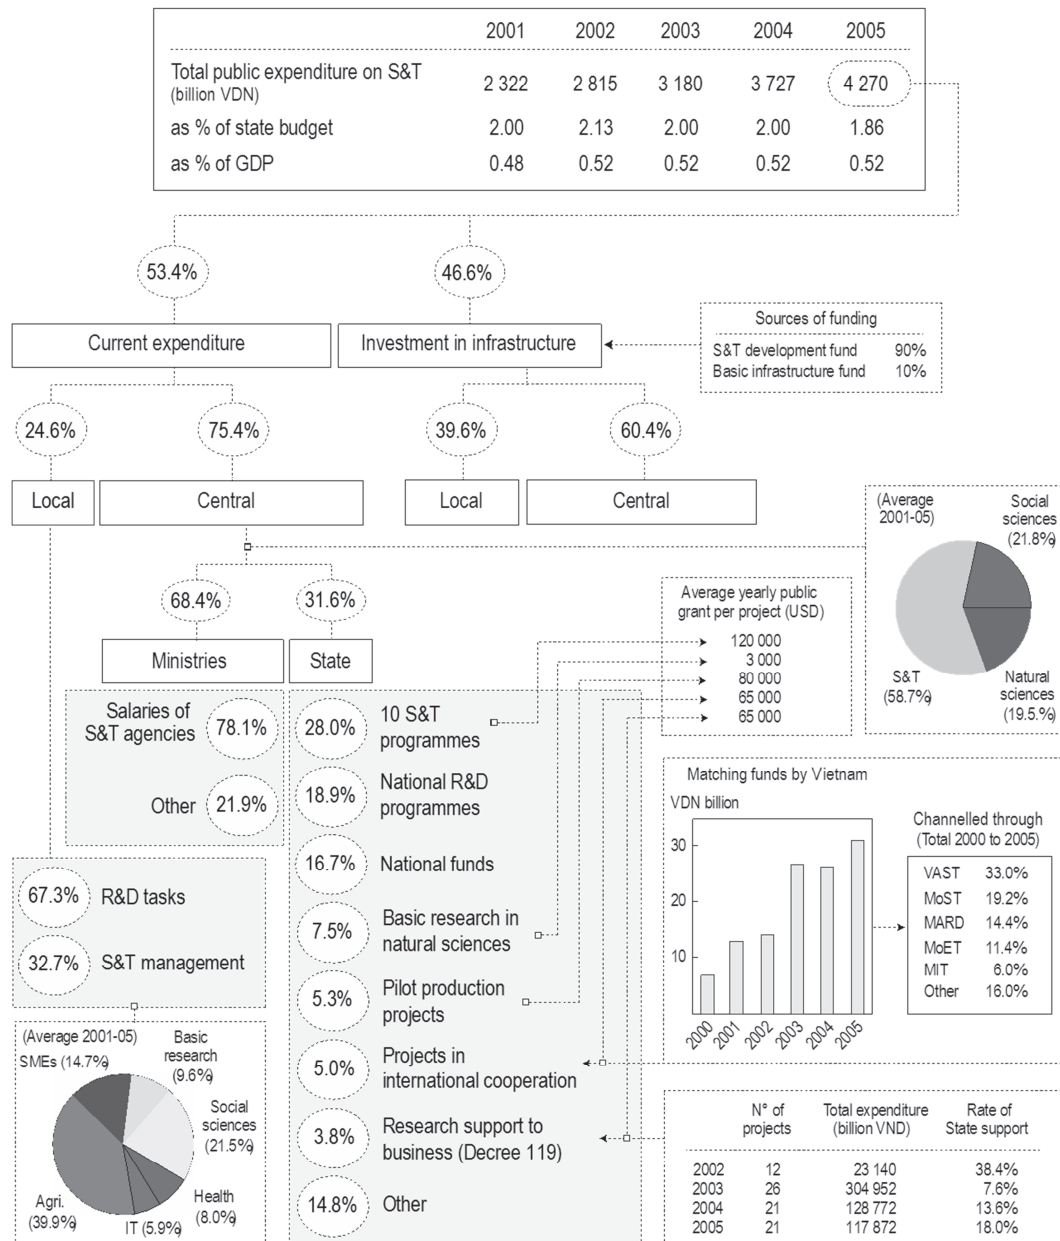 2001 2002 2003 2004 2005
Total public expenditure on S&T
(billion VDN)
2 322 2 815 3 180 3 727 4 270
as % of state budget 2.00 2.13 2.00 2.00 1.86
as % of GDP 0.48 0.52 0.52 0.52 0.52
53.4% 46.6%
Current expenditure
Investment in infrastructure
Sources of funding
S&T development fund 90%
Basic infrastructure fund 10%
24.6% 75.4% 39.6% 60.4%
Local Central Local Central
(Average
2001-05)
Social
sciences
(21.8%)
S&T
(58.7%)
Natural
sciences
(19.5.%)
68.4% 31.6%
Ministries State
Average yearly public
grant per project (USD)
120 000
3 000
80 000
65 000
65 000
Salaries of
S&T agencies
78.1%
Other 21.9%
28.0% 10 S&T
programmes
18.9% National R&D
programmes
16.7% National funds
7.5% Basic research in
natural sciences
5.3% Pilot production
projects
5.0% Projects in
international cooperation
3.8% Research support to
business (Decree 119)
14.8% Other
67.3% R&D tasks
32.7% S&T management
(Average 2001-05)
SMEs (14.7%)
Basic
research
(9.6%)
Social
sciences
(21.5%)
Health
(8.0%)
IT (5.9%)
Agri.
(39.9%)
Matching funds by Vietnam
VDN billion
30
20
10
2000 2001 2002 2003 2004 2005
Channelled through
(Total 2000 to 2005)
VAST 33.0%
MoST 19.2%
MARD 14.4%
MoET 11.4%
MIT 6.0%
Other 16.0%
N° of
projects
Total expenditure
(billion VND)
Rate of
State support
2002 12 23 140 38.4%
2003 26 304 952 7.6%
2004 21 128 772 13.6%
2005 21 117 872 18.0%